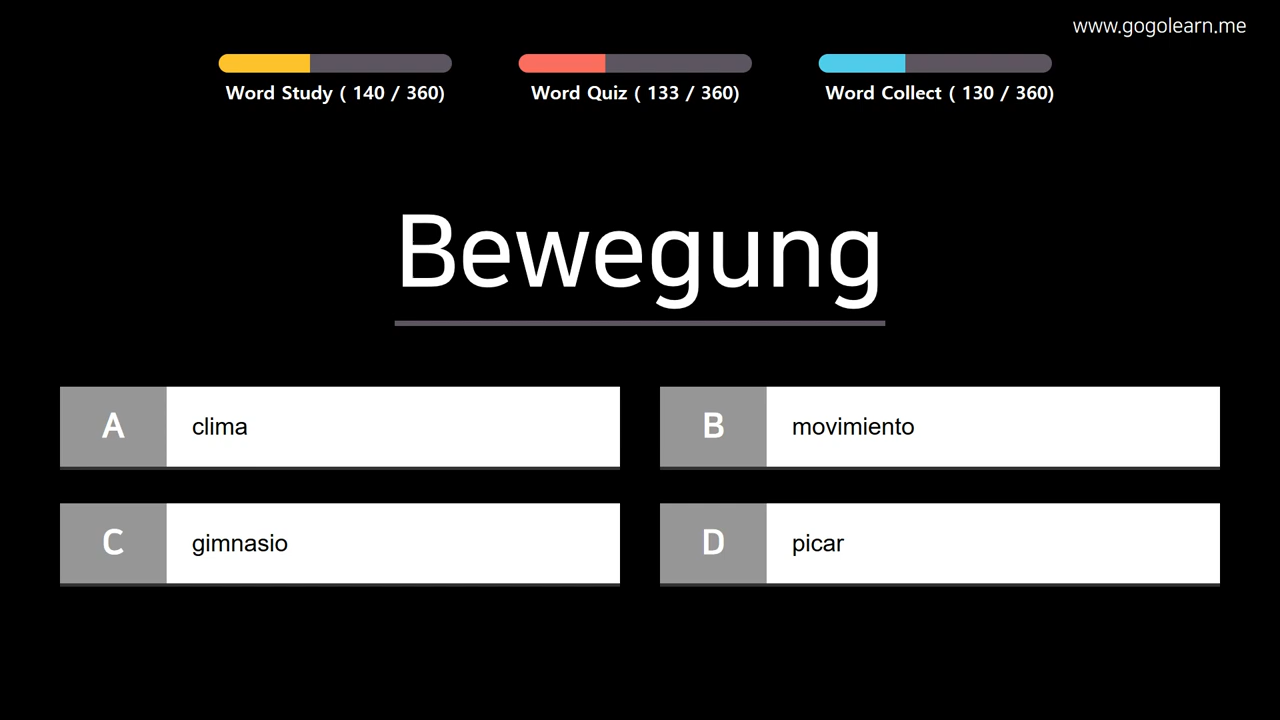 www.gogolearn.me
Word Study ( 140 / 360)
Word Quiz ( 133 / 360)
Word Collect ( 130 / 360)
Bewegung
A clima
B movimiento
C gimnasio
D picar